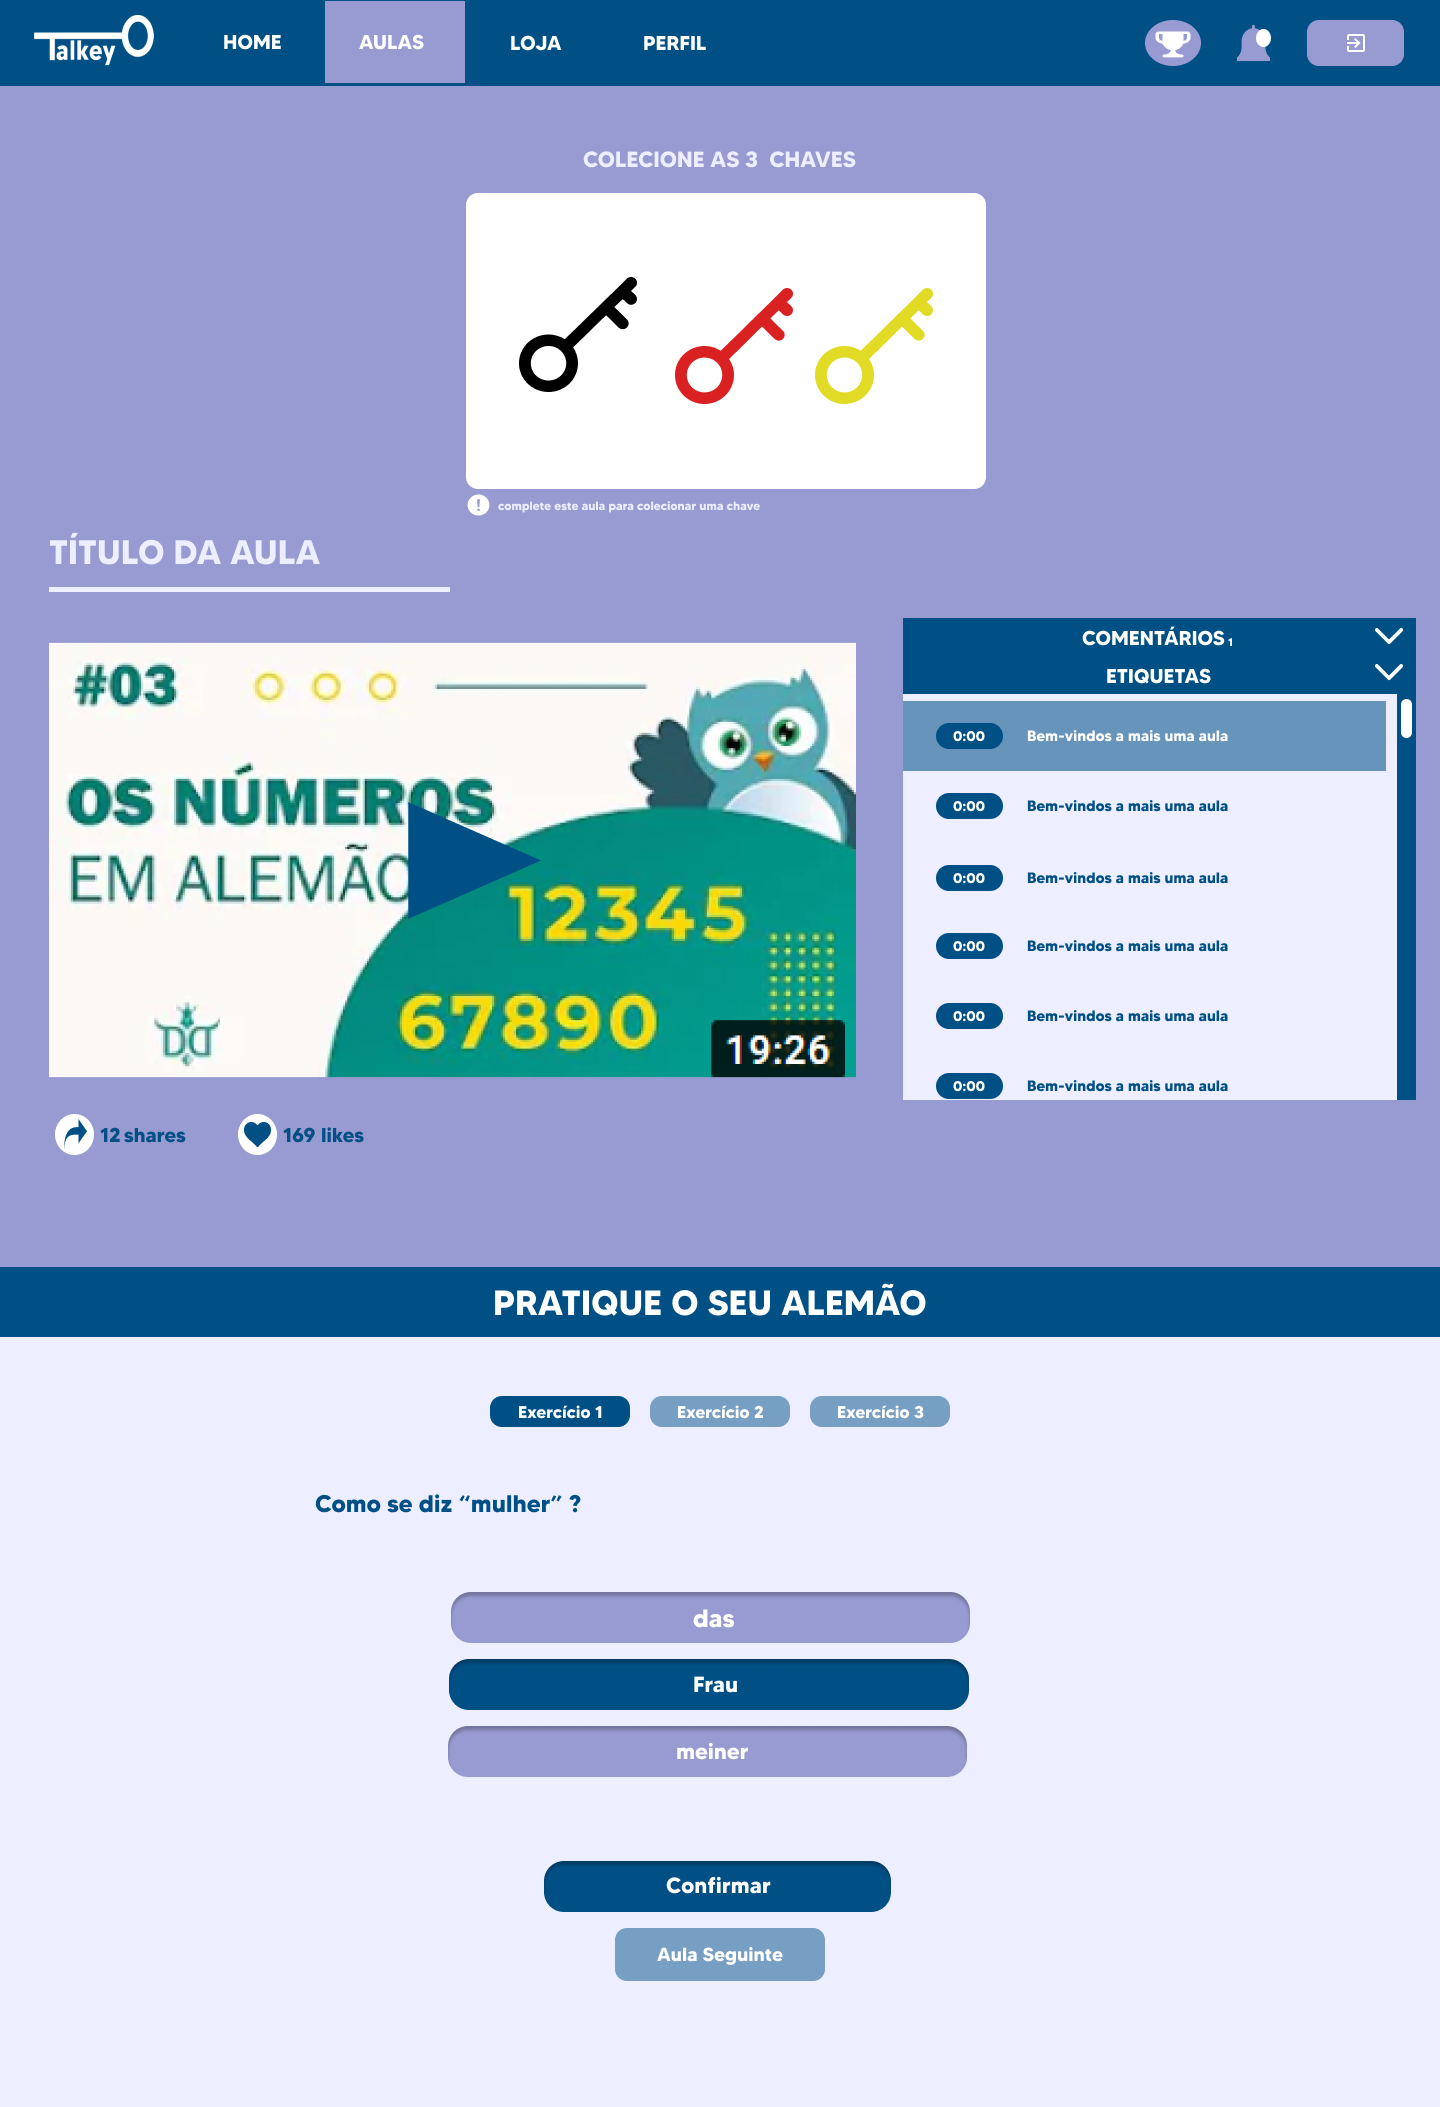 Talkey
HOME
AULAS
LOJA
PERFIL
COLECIONE AS 3 CHAVES
! complete este aula para colecionar uma chave
TÍTULO DA AULA
#03
OS NÚMEROS
EM ALEMÃO
12345
67890
19:26
12 shares
169 likes
COMENTÁRIOS 1
ETIQUETAS
0:00 Bem-vindos a mais uma aula
0:00 Bem-vindos a mais uma aula
0:00 Bem-vindos a mais uma aula
0:00 Bem-vindos a mais uma aula
0:00 Bem-vindos a mais uma aula
0:00 Bem-vindos a mais uma aula
PRATIQUE O SEU ALEMÃO
Exercício 1
Exercício 2
Exercício 3
Como se diz “mulher” ?
das
Frau
meiner
Confirmar
Aula Seguinte